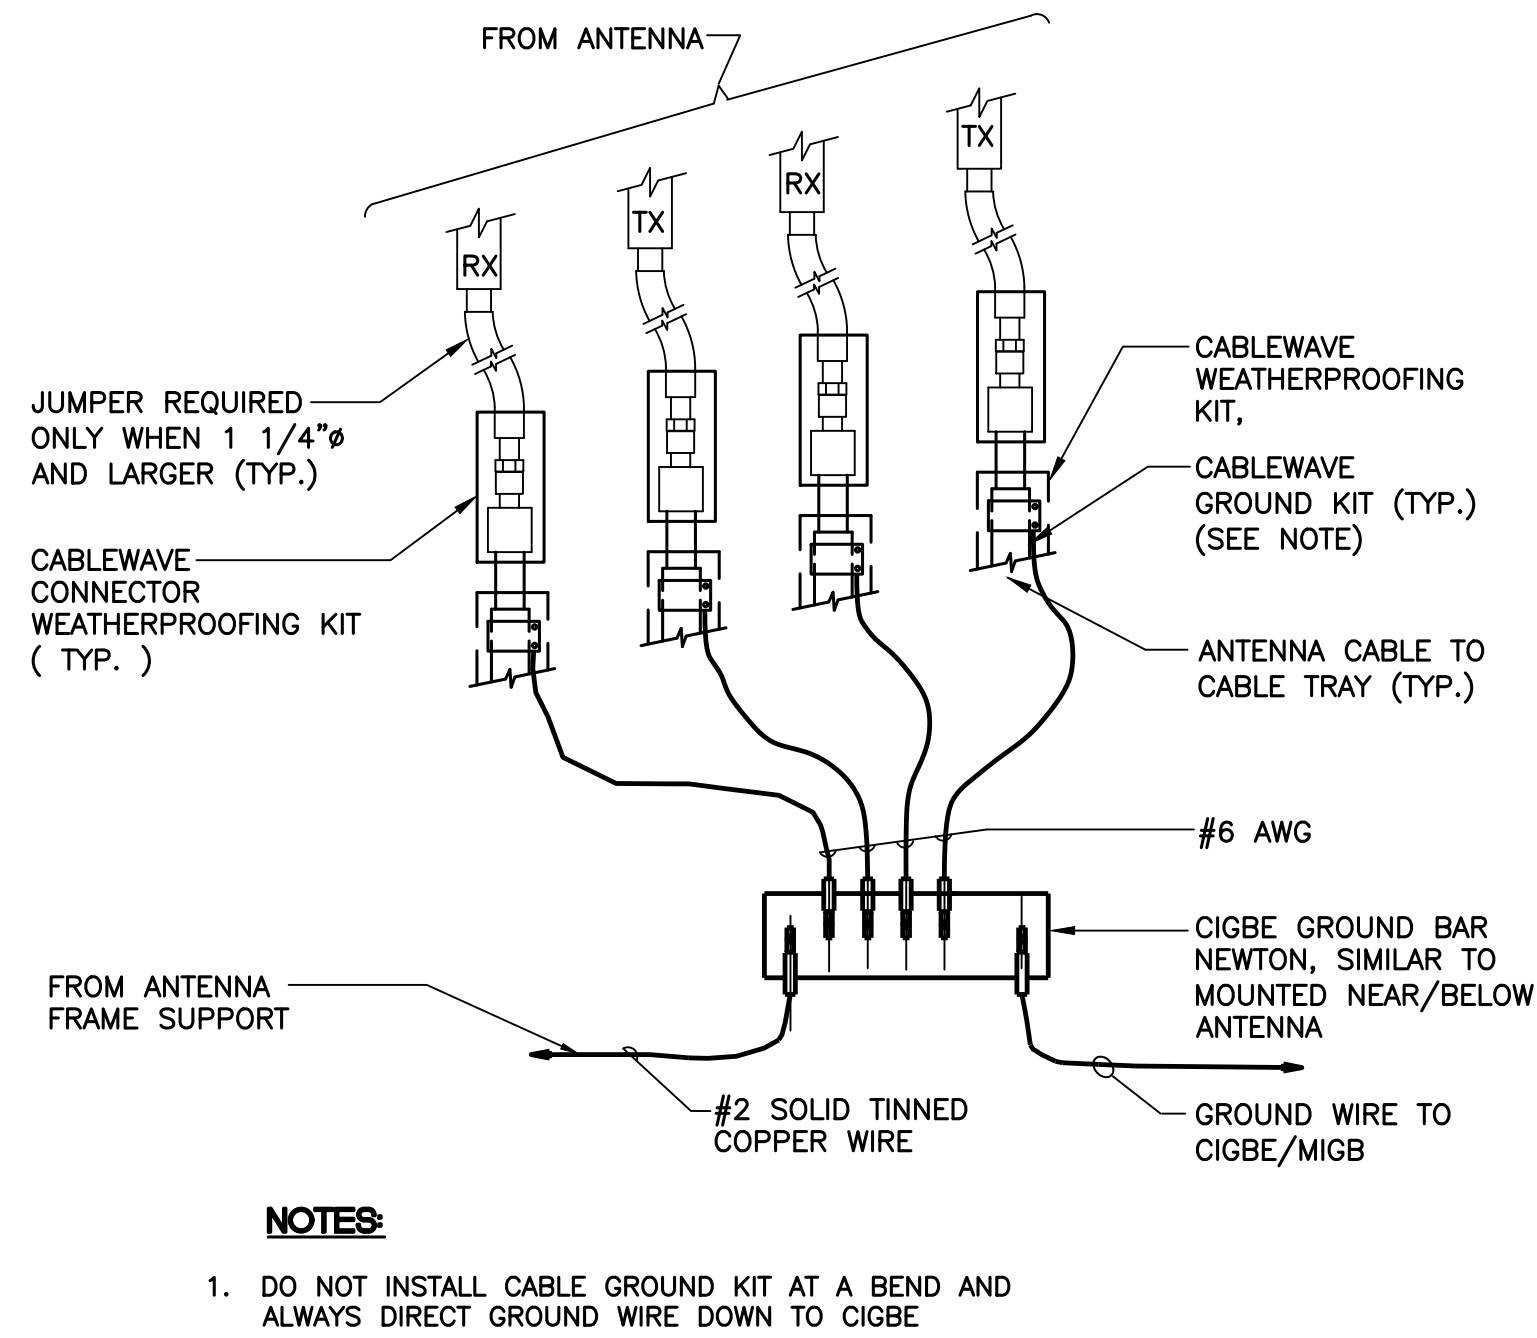 FROM ANTENNA
TX
RX
TX
RX
JUMPER REQUIRED
ONLY WHEN 1 1/4"ø
AND LARGER (TYP.)
CABLEWAVE
CONNECTOR
WEATHERPROOFING KIT
( TYP. )
CABLEWAVE
WEATHERPROOFING
KIT,
CABLEWAVE
GROUND KIT (TYP.)
(SEE NOTE)
ANTENNA CABLE TO
CABLE TRAY (TYP.)
#6 AWG
CIGBE GROUND BAR
NEWTON, SIMILAR TO
MOUNTED NEAR/BELOW
ANTENNA
FROM ANTENNA
FRAME SUPPORT
#2 SOLID TINNED
COPPER WIRE
GROUND WIRE TO
CIGBE/MIGB
NOTES:
1. DO NOT INSTALL CABLE GROUND KIT AT A BEND AND
ALWAYS DIRECT GROUND WIRE DOWN TO CIGBE